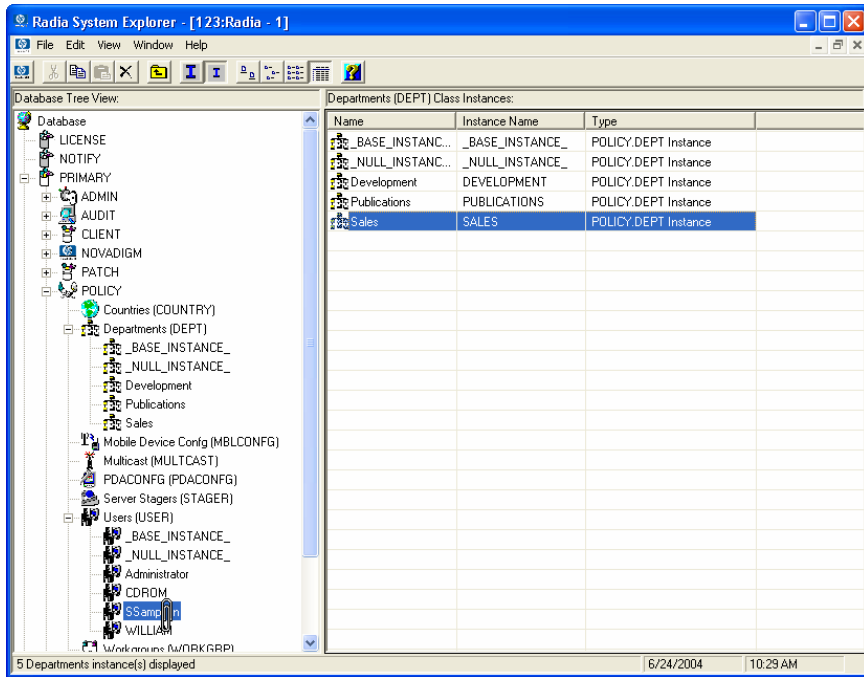 Radia System Explorer - [123:Radia - 1]
File Edit View Window Help
Database Tree View:
Departments (DEPT) Class Instances:
Database
LICENSE
NOTIFY
PRIMARY
ADMIN
AUDIT
CLIENT
NOVADIGM
PATCH
POLICY
Countries (COUNTRY)
Departments (DEPT)
_BASE_INSTANCE_
_NULL_INSTANCE_
Development
Publications
Sales
Mobile Device Confg (MBLCONFG)
Multicast (MULTCAST)
PDACONFG (PDACONFG)
Server Stagers (STAGER)
Users (USER)
_BASE_INSTANCE_
_NULL_INSTANCE_
Administrator
CDROM
WILLIAM
Workgroups (WORKGRP)
Name Instance Name Type
_BASE_INSTANC... _BASE_INSTANCE_ POLICY.DEPT Instance
_NULL_INSTANC... _NULL_INSTANCE_ POLICY.DEPT Instance
Development DEVELOPMENT POLICY.DEPT Instance
Publications PUBLICATIONS POLICY.DEPT Instance
Sales SALES POLICY.DEPT Instance
5 Departments instance(s) displayed
6/24/2004 10:29 AM